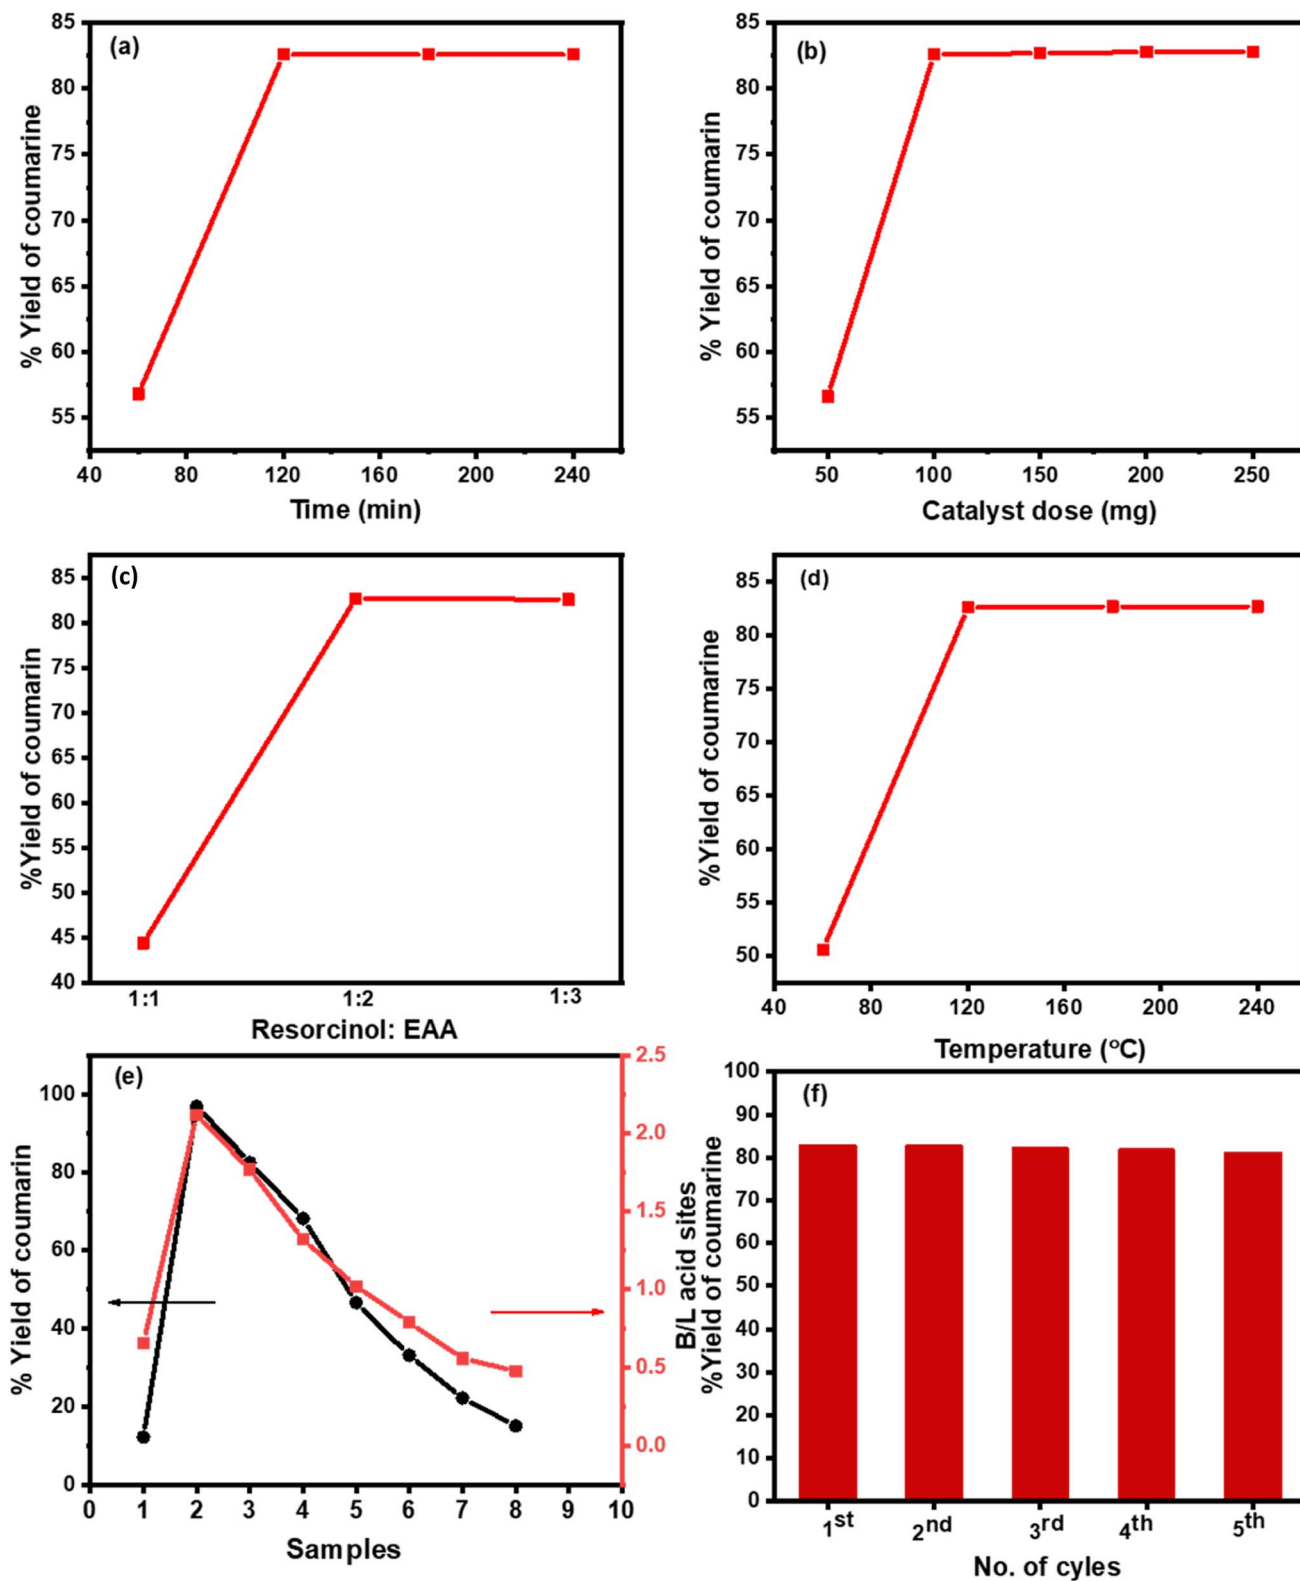 (a)
85
80
75
70
65
60
55
% Yield of coumarine
40 80 120 160 200 240
Time (min)
(b)
85
80
75
70
65
60
55
% Yield of coumarin
50 100 150 200 250
Catalyst dose (mg)
(c)
85
80
75
70
65
60
55
50
45
40
%Yield of coumarin
1:1 1:2 1:3
Resorcinol: EAA
(d)
85
80
75
70
65
60
55
50
%Yield of coumarine
40 80 120 160 200 240
Temperature (°C)
(e)
100
80
60
40
20
0
% Yield of coumarin
2.5
2.0
1.5
1.0
0.5
0.0
B/L acid sites
0 1 2 3 4 5 6 7 8 9 10
Samples
(f)
100
90
80
70
60
50
40
30
20
10
0
%Yield of coumarine
1st 2nd 3rd 4th 5th
No. of cyles